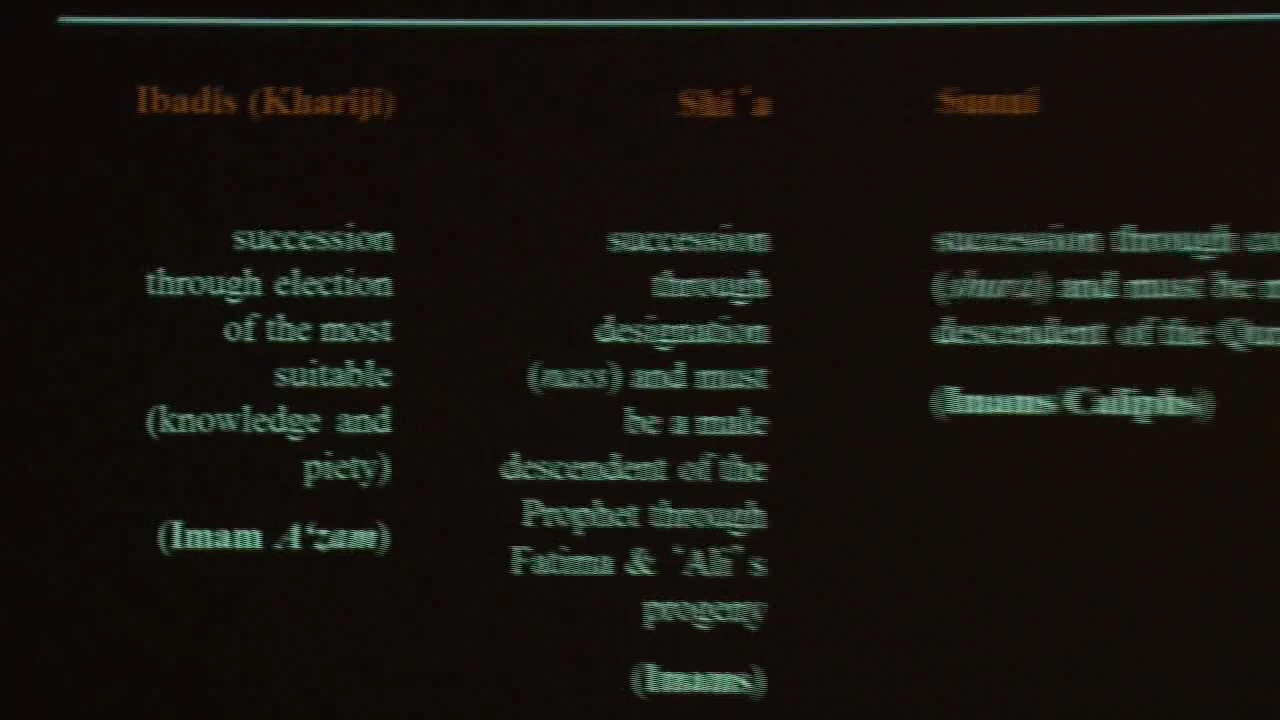 Ibadis (Khariji)
succession
through election
of the most
suitable
(knowledge and
piety)
(Imam A'zam)
Shi`a
succession
through
designation
(nass) and must
be a male
descendent of the
Prophet through
Fatima & `Ali`s
progeny
(Imams)
Sunni
succession through
(shura) and must be
descendent of the
(Imams Caliphs)